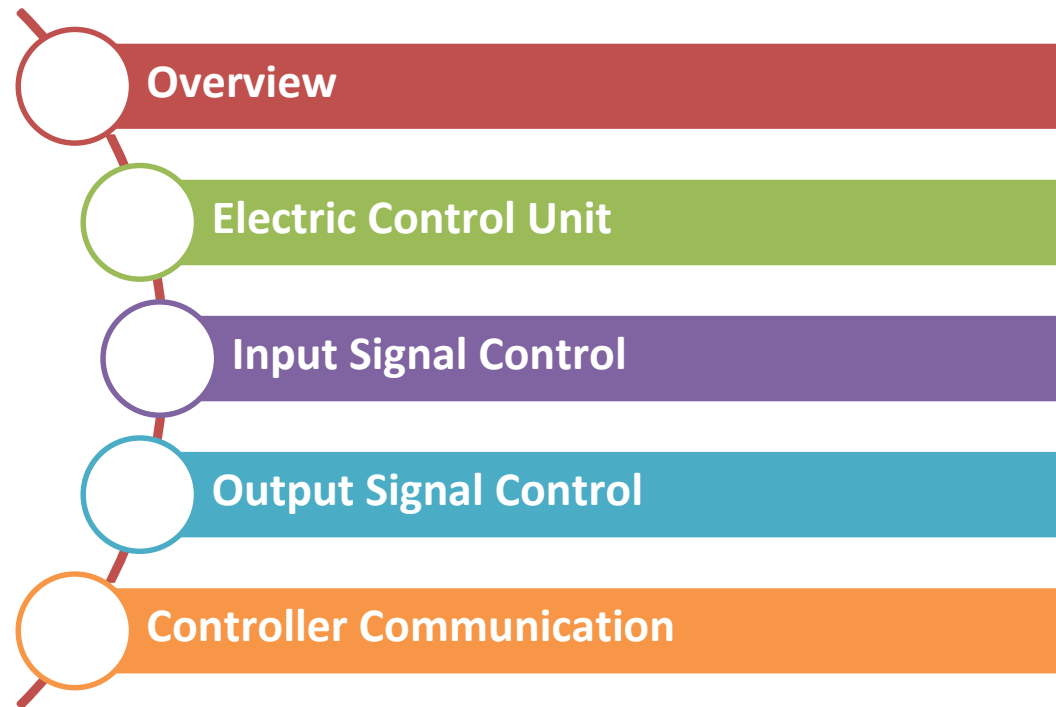 Overview
Electric Control Unit
Input Signal Control
Output Signal Control
Controller Communication